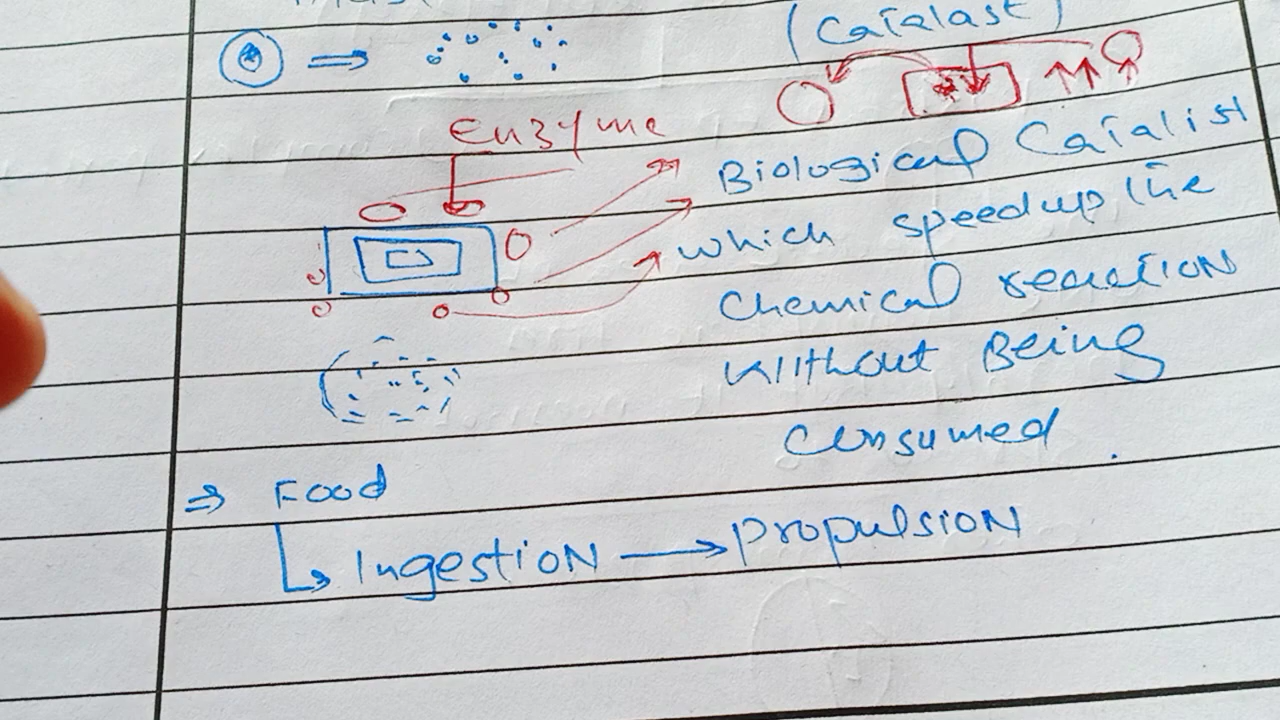 (Catalast)
Enzyme
Biological Catalist
which speedup the
Chemical reaction
Without Being
Consumed
⇒ Food
Ingestion → Propulsion